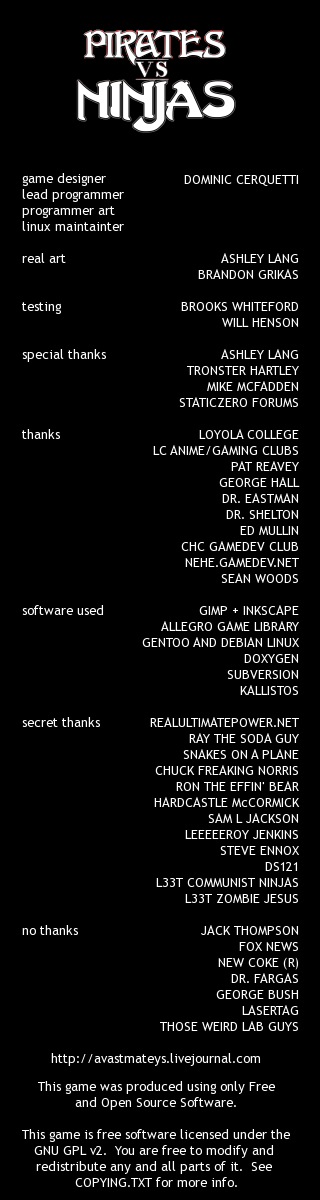 PIRATES
VS
NINJAS
game designer DOMINIC CERQUETTI
lead programmer
programmer art
linux maintainter
real art ASHLEY LANG
BRANDON GRIKAS
testing BROOKS WHITEFORD
WILL HENSON
special thanks ASHLEY LANG
TRONSTER HARTLEY
MIKE MCFADDEN
STATICZERO FORUMS
thanks LOYOLA COLLEGE
LC ANIME/GAMING CLUBS
PAT REAVEY
GEORGE HALL
DR. EASTMAN
DR. SHELTON
ED MULLIN
CHC GAMEDEV CLUB
NEHE.GAMEDEV.NET
SEAN WOODS
software used GIMP + INKSCAPE
ALLEGRO GAME LIBRARY
GENTOO AND DEBIAN LINUX
DOXYGEN
SUBVERSION
KALLISTOS
secret thanks REALULTIMATEPOWER.NET
RAY THE SODA GUY
SNAKES ON A PLANE
CHUCK FREAKING NORRIS
RON THE EFFIN' BEAR
HARDCASTLE McCORMICK
SAM L JACKSON
LEEEEEROY JENKINS
STEVE ENNOX
DS121
L33T COMMUNIST NINJAS
L33T ZOMBIE JESUS
no thanks JACK THOMPSON
FOX NEWS
NEW COKE (R)
DR. FARGAS
GEORGE BUSH
LASERTAG
THOSE WEIRD LAB GUYS
http://avastmateys.livejournal.com
This game was produced using only Free
and Open Source Software.
This game is free software licensed under the
GNU GPL v2. You are free to modify and
redistribute any and all parts of it. See
COPYING.TXT for more info.